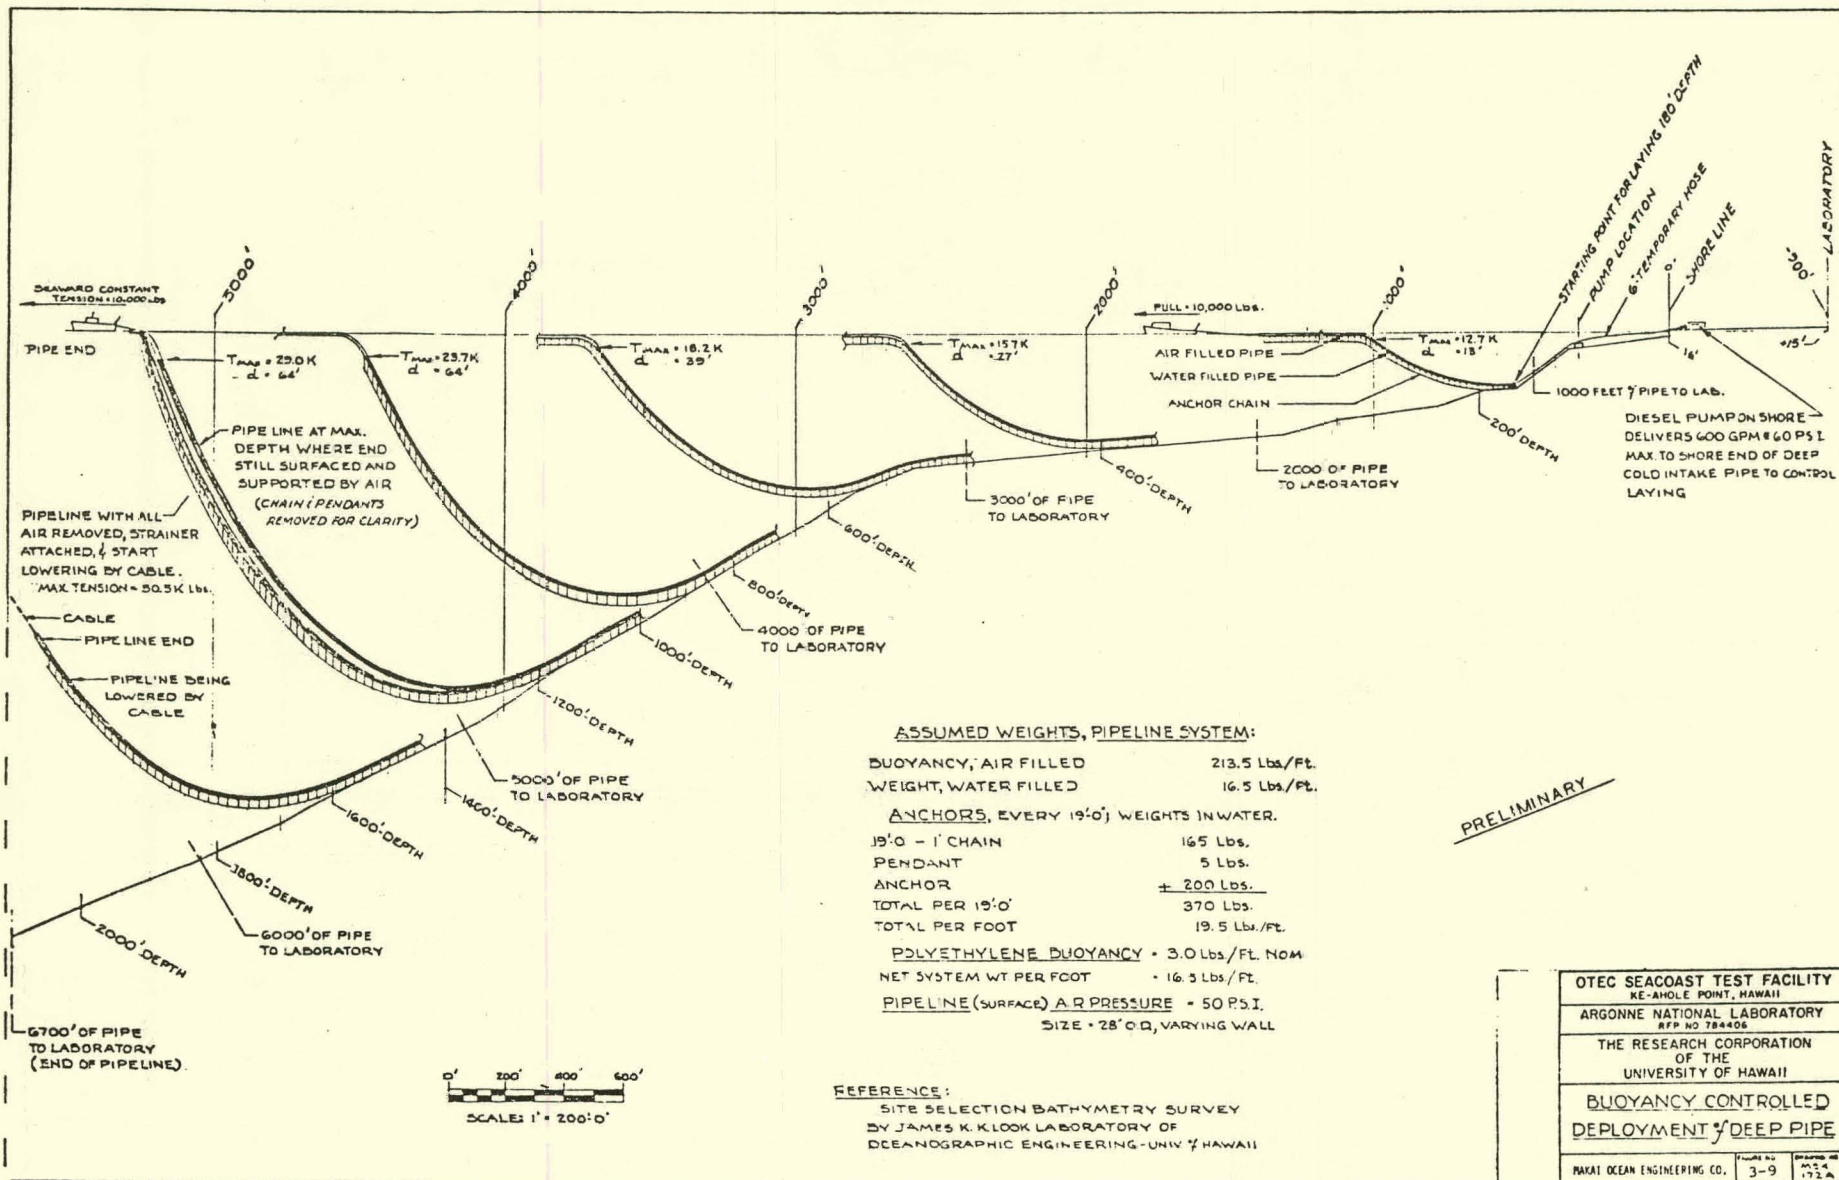 SEAWARD CONSTANT
TENSION=10,000 Lbs
PIPE END
5000'
4000'
3000'
2000'
1000'
PULL = 10,000 Lbs.
STARTING POINT FOR LAYING 180' DEPTH
PUMP LOCATION
6" TEMPORARY HOSE
0'
SHORE LINE
-300'
LABORATORY
+15'
16'
TMAX = 29.0 K
d = 64'
TMAX = 23.7K
d = 64'
TMAX = 18.2K
d = 39'
TMAX = 15.7K
d = 27'
TMAX = 12.7K
d = 13'
AIR FILLED PIPE
WATER FILLED PIPE
ANCHOR CHAIN
1000 FEET of PIPE TO LAB.
DIESEL PUMP ON SHORE
DELIVERS 600 GPM @ 60 PSI
MAX. TO SHORE END OF DEEP
COLD INTAKE PIPE TO CONTROL
LAYING
200' DEPTH
2000 OF PIPE
TO LABORATORY
400'-DEPTH
3000' OF PIPE
TO LABORATORY
600'-DEPTH
800'-DEPTH
4000 OF PIPE
TO LABORATORY
1000'-DEPTH
1200'-DEPTH
PIPE LINE AT MAX.
DEPTH WHERE END
STILL SURFACED AND
SUPPORTED BY AIR
(CHAIN & PENDANTS
REMOVED FOR CLARITY)
PIPELINE WITH ALL
AIR REMOVED, STRAINER
ATTACHED, & START
LOWERING BY CABLE.
MAX. TENSION = 30.5K Lbs.
CABLE
PIPELINE END
PIPELINE BEING
LOWERED BY
CABLE
5000' OF PIPE
TO LABORATORY
1400'-DEPTH
1600'-DEPTH
1800'-DEPTH
6000' OF PIPE
TO LABORATORY
2000' DEPTH
6700' OF PIPE
TO LABORATORY
(END OF PIPELINE).
0' 200' 400' 600'
SCALE: 1" = 200'-0"
ASSUMED WEIGHTS, PIPELINE SYSTEM:
BUOYANCY, AIR FILLED 213.5 Lbs/Ft.
WEIGHT, WATER FILLED 16.5 Lbs/Ft.
ANCHORS, EVERY 19'-0"; WEIGHTS IN WATER.
19'-0 - 1" CHAIN 165 Lbs.
PENDANT 5 Lbs.
ANCHOR + 200 Lbs.
TOTAL PER 19'-0" 370 Lbs.
TOTAL PER FOOT 19.5 Lbs./Ft.
POLYETHYLENE BUOYANCY = 3.0 Lbs/Ft. NOM
NET SYSTEM WT PER FOOT = 16.5 Lbs/Ft.
PIPELINE (SURFACE) AIR PRESSURE = 50 P.S.I.
SIZE = 28" O.D., VARYING WALL
PRELIMINARY
REFERENCE:
SITE SELECTION BATHYMETRY SURVEY
BY JAMES K. K. LOOK LABORATORY OF
OCEANOGRAPHIC ENGINEERING - UNIV of HAWAII
OTEC SEACOAST TEST FACILITY
KE-AHOLE POINT, HAWAII
ARGONNE NATIONAL LABORATORY
RFP NO 784406
THE RESEARCH CORPORATION
OF THE
UNIVERSITY OF HAWAII
BUOYANCY CONTROLLED
DEPLOYMENT of DEEP PIPE
MAKAI OCEAN ENGINEERING CO.
FIGURE NO
3-9